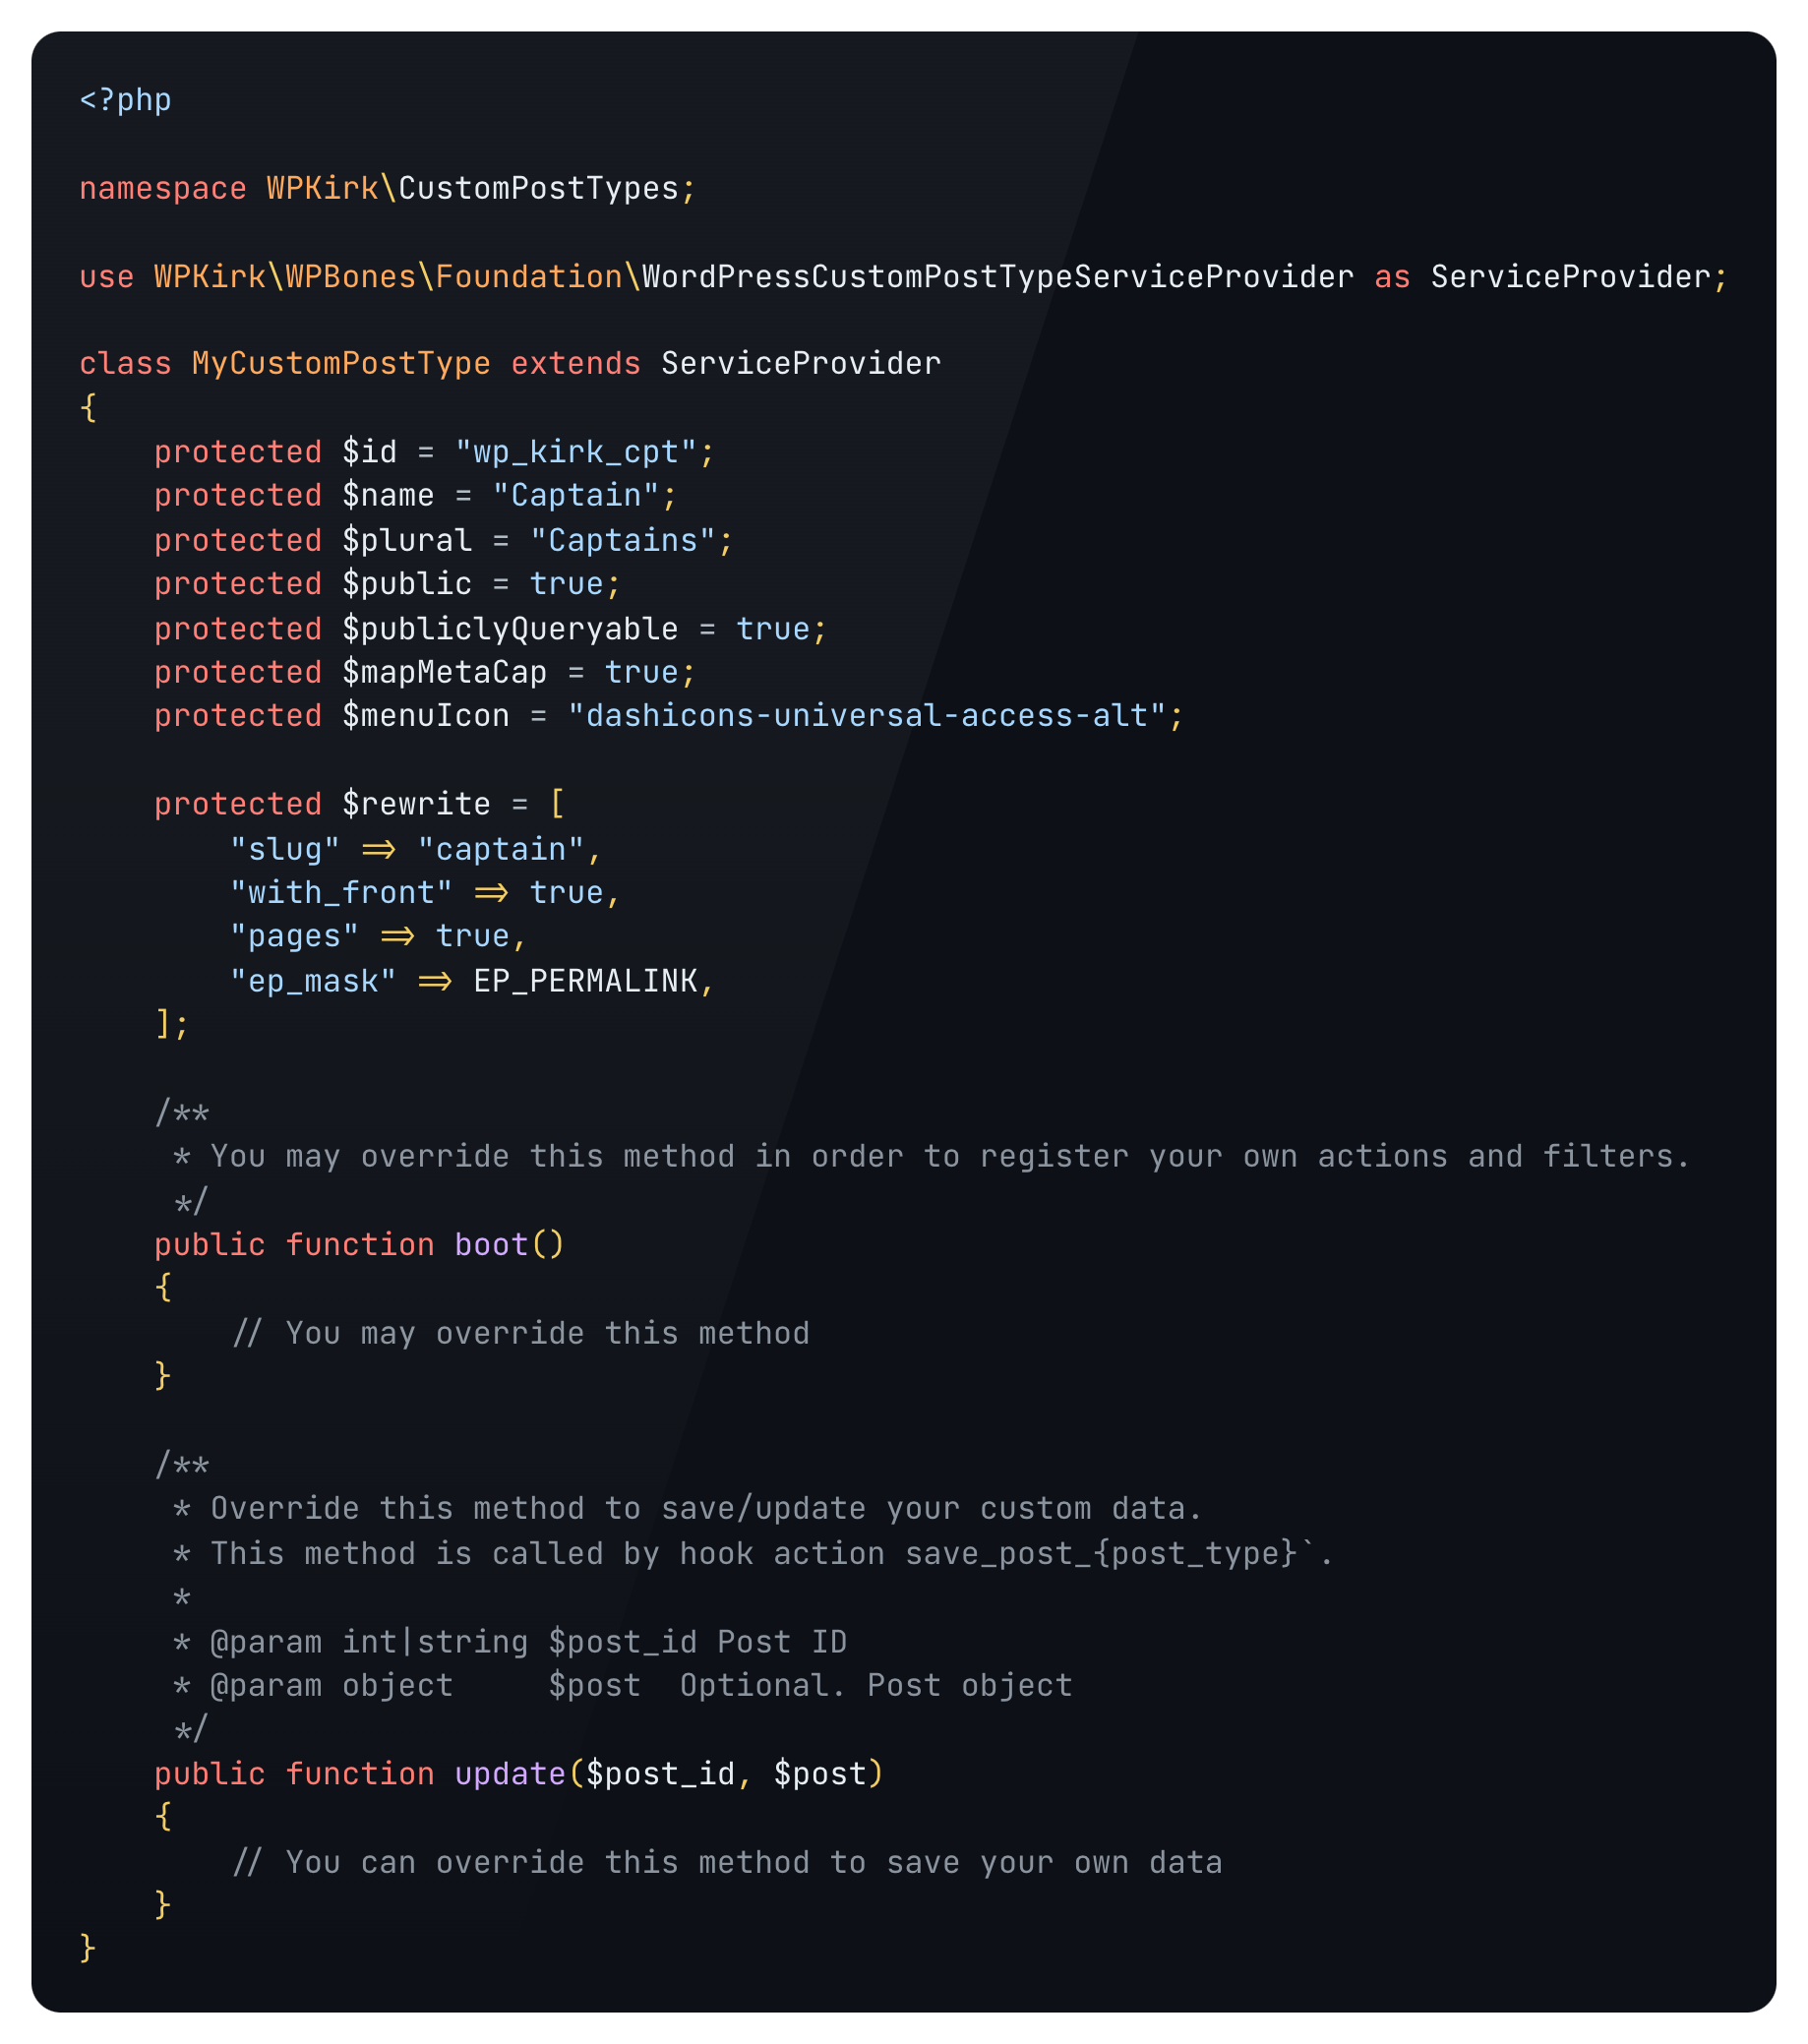 <?php
namespace WPKirk\CustomPostTypes;
use WPKirk\WPBones\Foundation\WordPressCustomPostTypeServiceProvider as ServiceProvider;
class MyCustomPostType extends ServiceProvider
{
    protected $id = "wp_kirk_cpt";
    protected $name = "Captain";
    protected $plural = "Captains";
    protected $public = true;
    protected $publiclyQueryable = true;
    protected $mapMetaCap = true;
    protected $menuIcon = "dashicons-universal-access-alt";
    protected $rewrite = [
        "slug" => "captain",
        "with_front" => true,
        "pages" => true,
        "ep_mask" => EP_PERMALINK,
    ];
    /**
     * You may override this method in order to register your own actions and filters.
     */
    public function boot()
    {
        // You may override this method
    }
    /**
     * Override this method to save/update your custom data.
     * This method is called by hook action save_post_{post_type}`.
     *
     * @param int|string $post_id Post ID
     * @param object     $post  Optional. Post object
     */
    public function update($post_id, $post)
    {
        // You can override this method to save your own data
    }
}